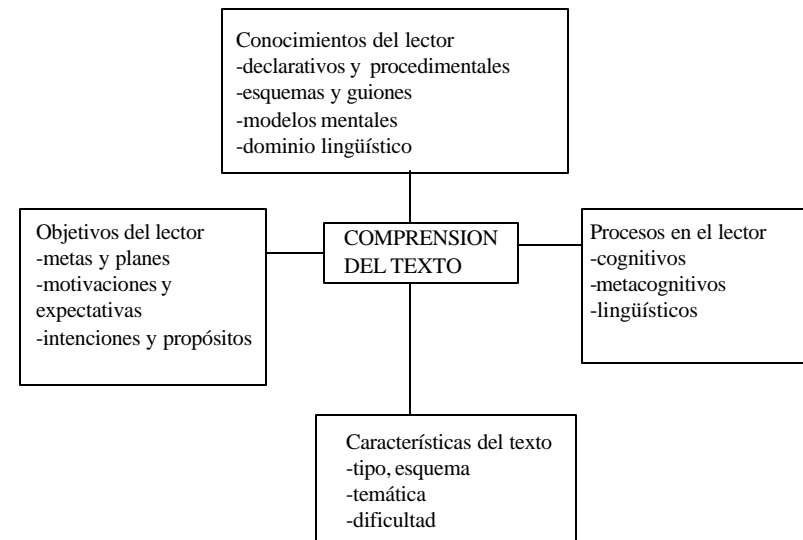 Conocimientos del lector
-declarativos y procedimentales
-esquemas y guiones
-modelos mentales
-dominio lingüístico
Objetivos del lector
-metas y planes
-motivaciones y
expectativas
-intenciones y propósitos
COMPRENSION
DEL TEXTO
Procesos en el lector
-cognitivos
-metacognitivos
-lingüísticos
Características del texto
-tipo, esquema
-temática
-dificultad